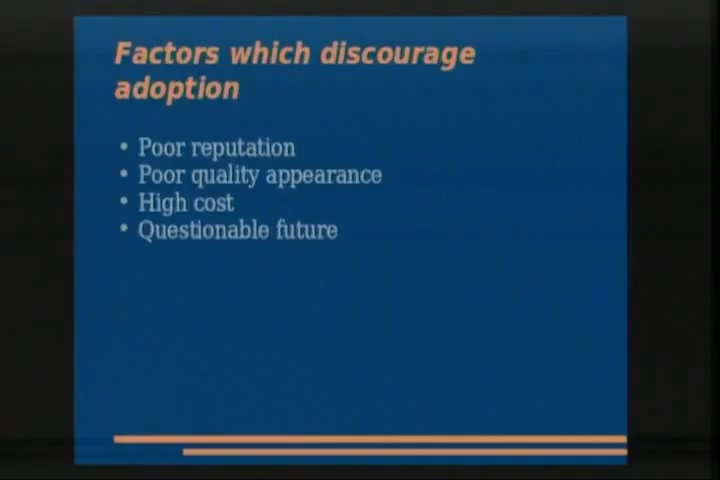 Factors which discourage
adoption
• Poor reputation
• Poor quality appearance
• High cost
• Questionable future